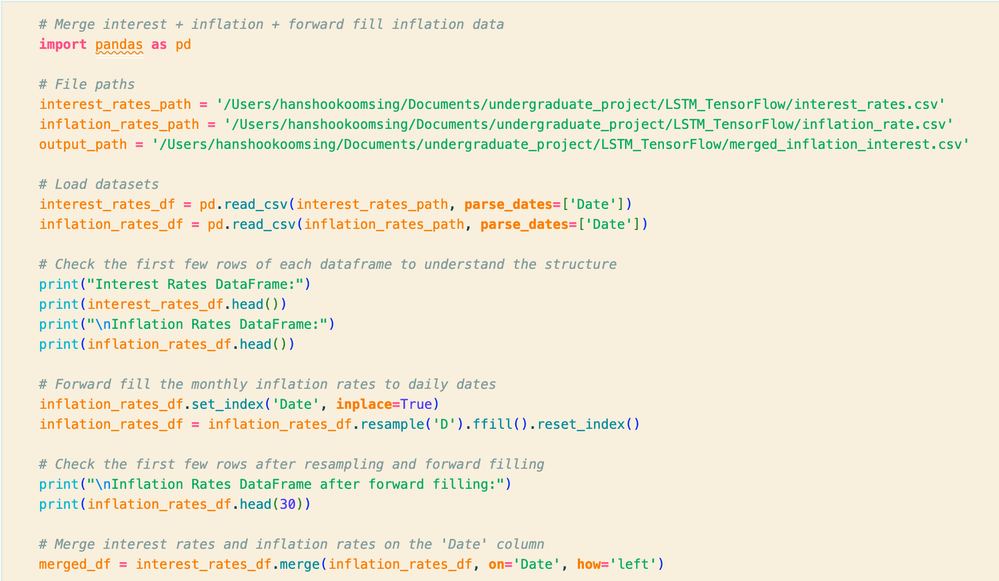 # Merge interest + inflation + forward fill inflation data
import pandas as pd
# File paths
interest_rates_path = '/Users/hanshookoomsing/Documents/undergraduate_project/LSTM_TensorFlow/interest_rates.csv'
inflation_rates_path = '/Users/hanshookoomsing/Documents/undergraduate_project/LSTM_TensorFlow/inflation_rate.csv'
output_path = '/Users/hanshookoomsing/Documents/undergraduate_project/LSTM_TensorFlow/merged_inflation_interest.csv'
# Load datasets
interest_rates_df = pd.read_csv(interest_rates_path, parse_dates=['Date'])
inflation_rates_df = pd.read_csv(inflation_rates_path, parse_dates=['Date'])
# Check the first few rows of each dataframe to understand the structure
print("Interest Rates DataFrame:")
print(interest_rates_df.head())
print("\nInflation Rates DataFrame:")
print(inflation_rates_df.head())
# Forward fill the monthly inflation rates to daily dates
inflation_rates_df.set_index('Date', inplace=True)
inflation_rates_df = inflation_rates_df.resample('D').ffill().reset_index()
# Check the first few rows after resampling and forward filling
print("\nInflation Rates DataFrame after forward filling:")
print(inflation_rates_df.head(30))
# Merge interest rates and inflation rates on the 'Date' column
merged_df = interest_rates_df.merge(inflation_rates_df, on='Date', how='left')